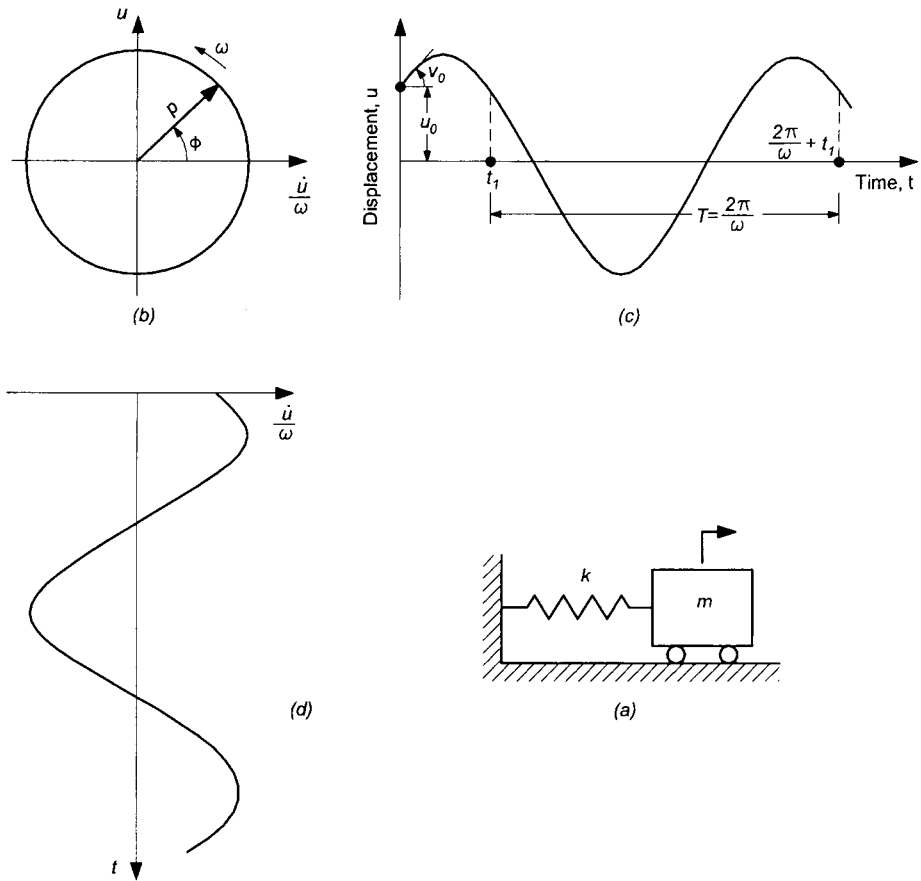 u
ω
p
ϕ
u̇/ω
(b)
Displacement, u
v₀
u₀
t₁
2π/ω + t₁
Time, t
T=2π/ω
(c)
u̇/ω
t
(d)
k
m
(a)